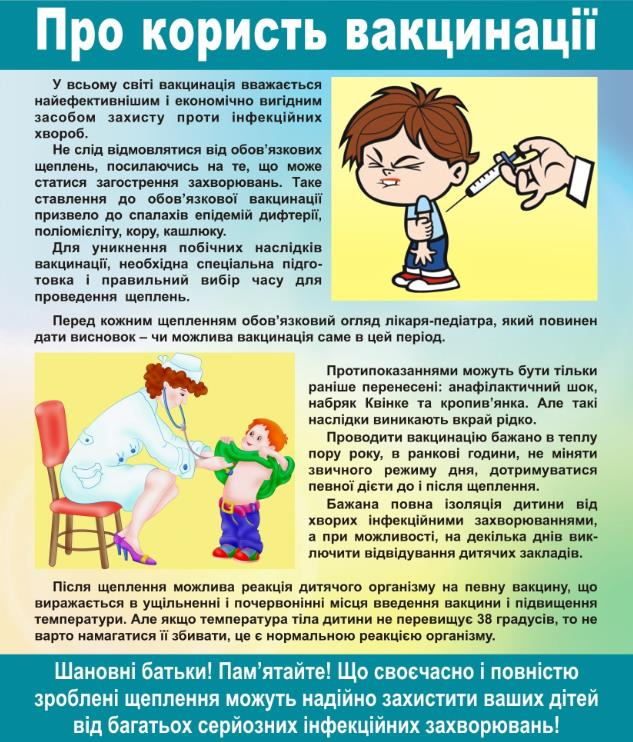 Про користь вакцинації
У всьому світі вакцинація вважається
найефективнішим і економічно вигідним
засобом захисту проти інфекційних
хвороб.
Не слід відмовлятися від обов'язкових
щеплень, посилаючись на те, що може
статися загострення захворювань. Таке
ставлення до обов'язкової вакцинації
призвело до спалахів епідемій дифтерії,
поліомієліту, кору, кашлюку.
Для уникнення побічних наслідків
вакцинації, необхідна спеціальна підго-
товка і правильний вибір часу для
проведення щеплень.
Перед кожним щепленням обов'язковий огляд лікаря-педіатра, який повинен
дати висновок – чи можлива вакцинація саме в цей період.
Протипоказаннями можуть бути тільки
раніше перенесені: анафілактичний шок,
набряк Квінке та кропив'янка. Але такі
наслідки виникають вкрай рідко.
Проводити вакцинацію бажано в теплу
пору року, в ранкові години, не міняти
звичного режиму дня, дотримуватися
певної дієти до і після щеплення.
Бажана повна ізоляція дитини від
хворих інфекційними захворюваннями,
а при можливості, на декілька днів вик-
лючити відвідування дитячих закладів.
Після щеплення можлива реакція дитячого організму на певну вакцину, що
виражається в ущільненні і почервонінні місця введення вакцини і підвищення
температури. Але якщо температура тіла дитини не перевищує 38 градусів, то не
варто намагатися її збивати, це є нормальною реакцією організму.
Шановні батьки! Пам'ятайте! Що своєчасно і повністю
зроблені щеплення можуть надійно захистити ваших дітей
від багатьох серйозних інфекційних захворювань!